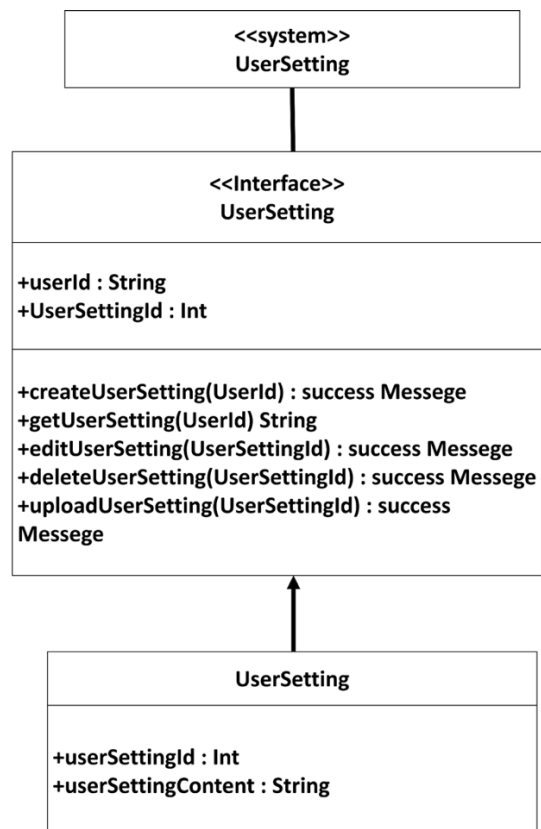 <<system>>
UserSetting
<<Interface>>
UserSetting
+userId : String
+UserSettingId : Int
+createUserSetting(UserId) : success Messege
+getUserSetting(UserId) String
+editUserSetting(UserSettingId) : success Messege
+deleteUserSetting(UserSettingId) : success Messege
+uploadUserSetting(UserSettingId) : success
Messege
UserSetting
+userSettingId : Int
+userSettingContent : String